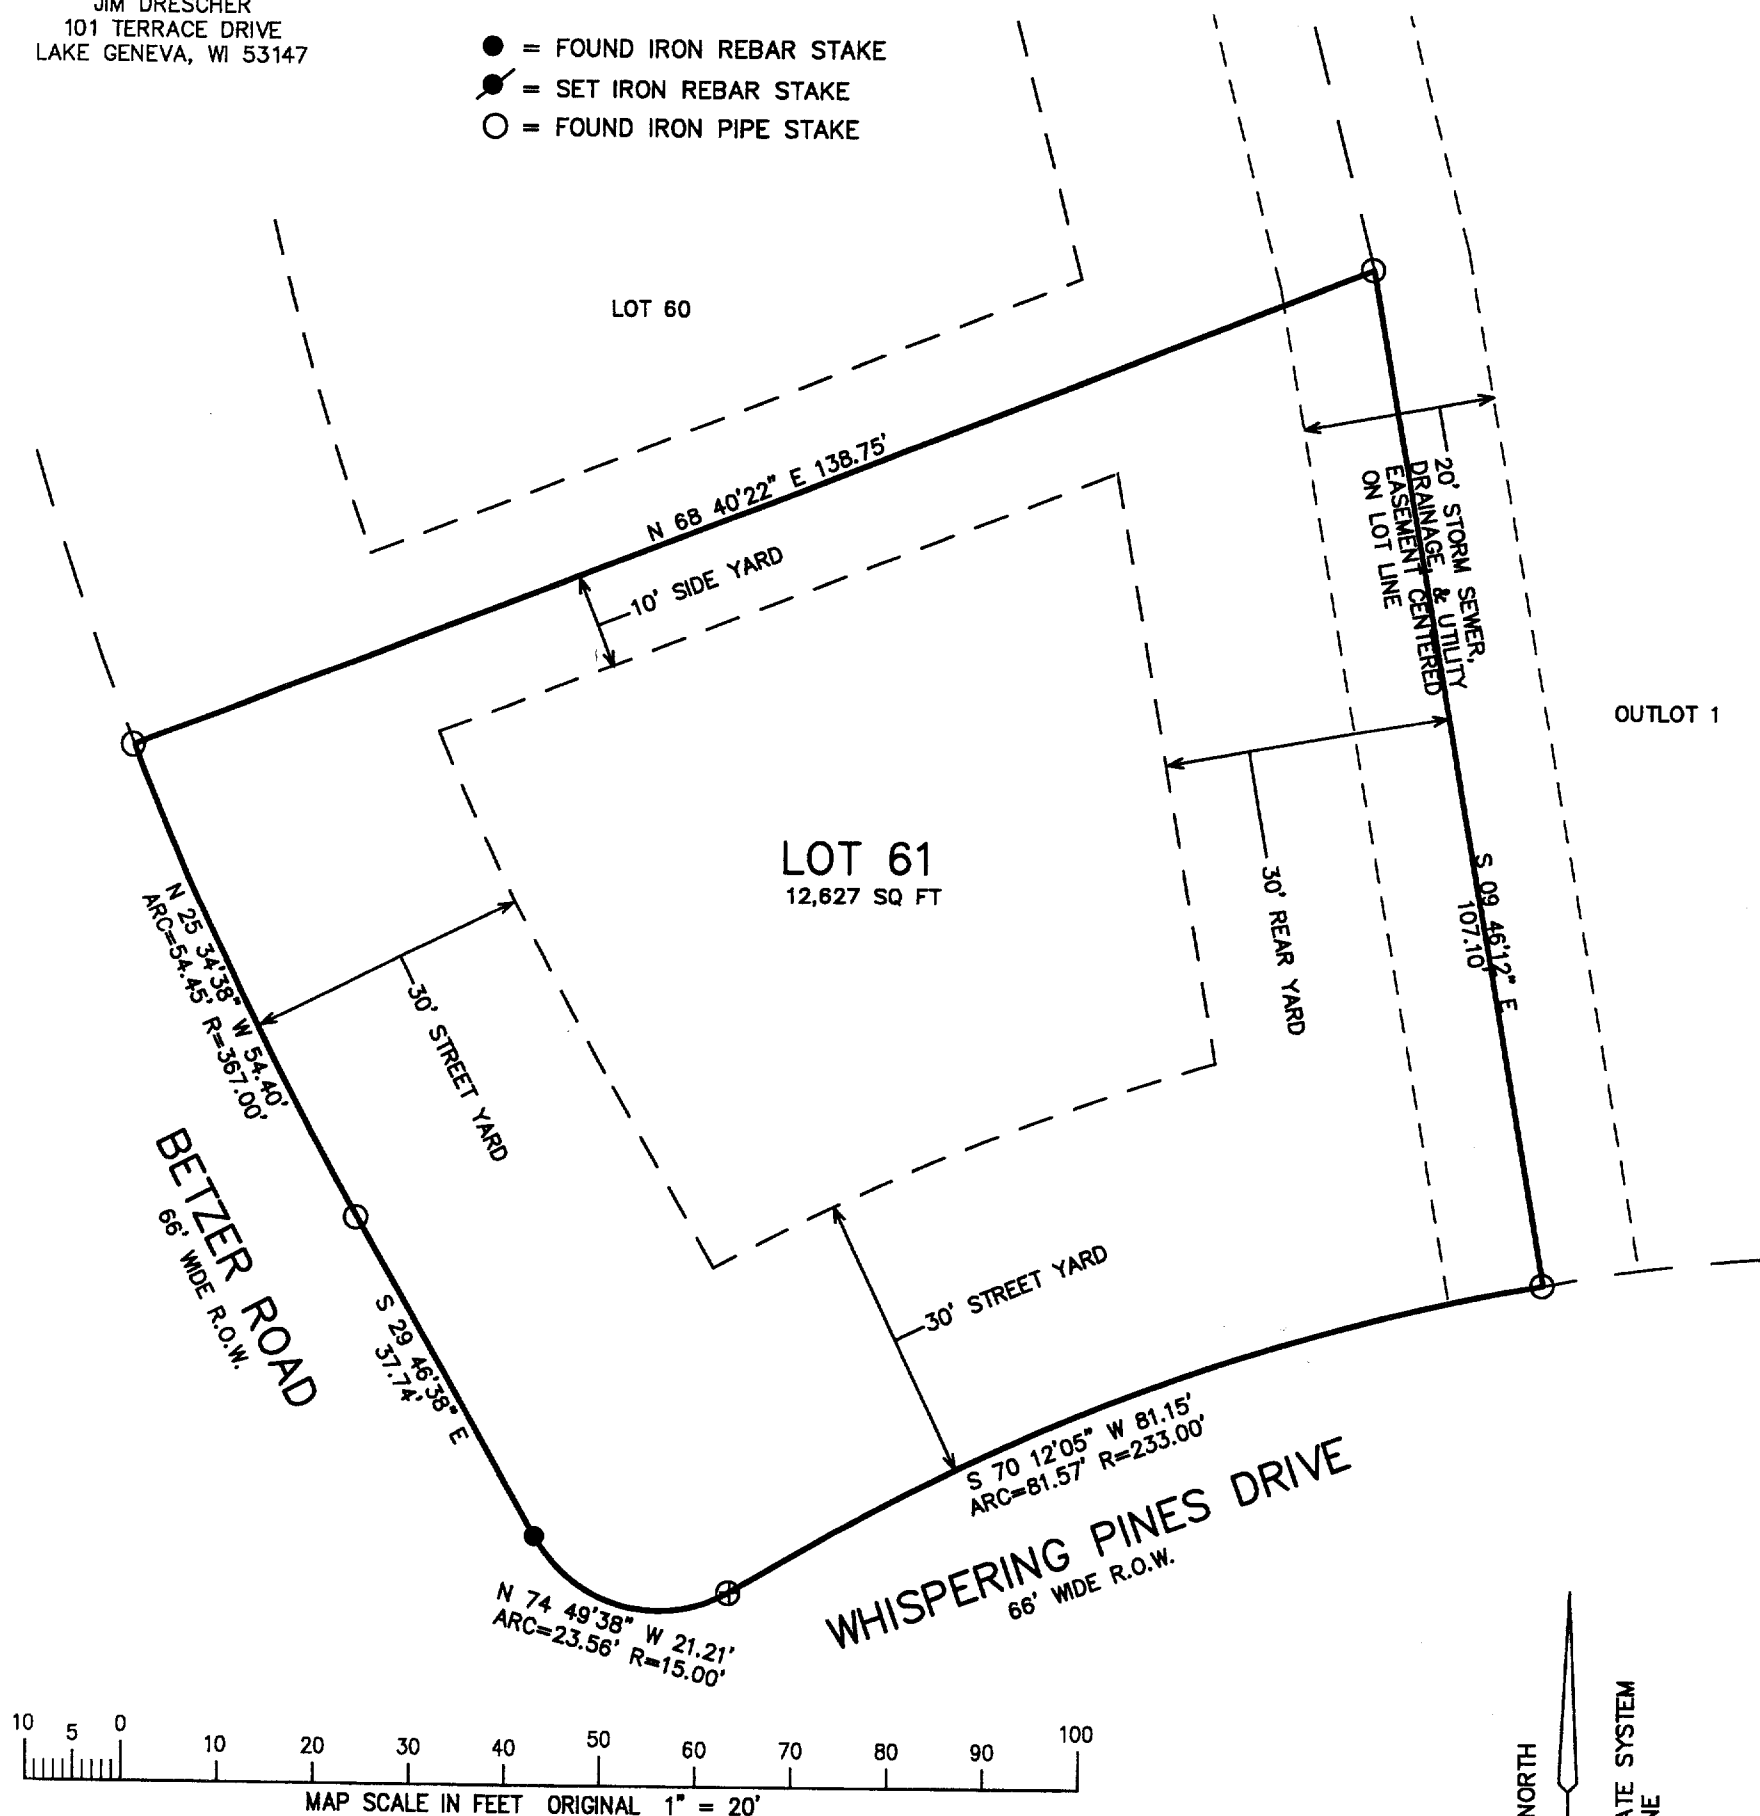 JIM DRESCHER
101 TERRACE DRIVE
LAKE GENEVA, WI 53147
= FOUND IRON REBAR STAKE
= SET IRON REBAR STAKE
= FOUND IRON PIPE STAKE
LOT 60
N 68 40'22" E 138.75'
10' SIDE YARD
20' STORM SEWER,
DRAINAGE, & UTILITY
EASEMENT CENTERED
ON LOT LINE
OUTLOT 1
LOT 61
12,627 SQ FT
N 25 34'38" W 54.40'
ARC=54.45' R=367.00'
30' STREET YARD
30' REAR YARD
S 09 46'12" E
107.10'
BETZER ROAD
66' WIDE R.O.W.
S 29 46'38" E
37.74'
30' STREET YARD
S 70 12'05" W 81.15'
ARC=81.57' R=233.00'
WHISPERING PINES DRIVE
66' WIDE R.O.W.
N 74 49'38" W 21.21'
ARC=23.56' R=15.00'
10 5 0 10 20 30 40 50 60 70 80 90 100
MAP SCALE IN FEET ORIGINAL 1" = 20'
NORTH
ATE SYSTEM
NE